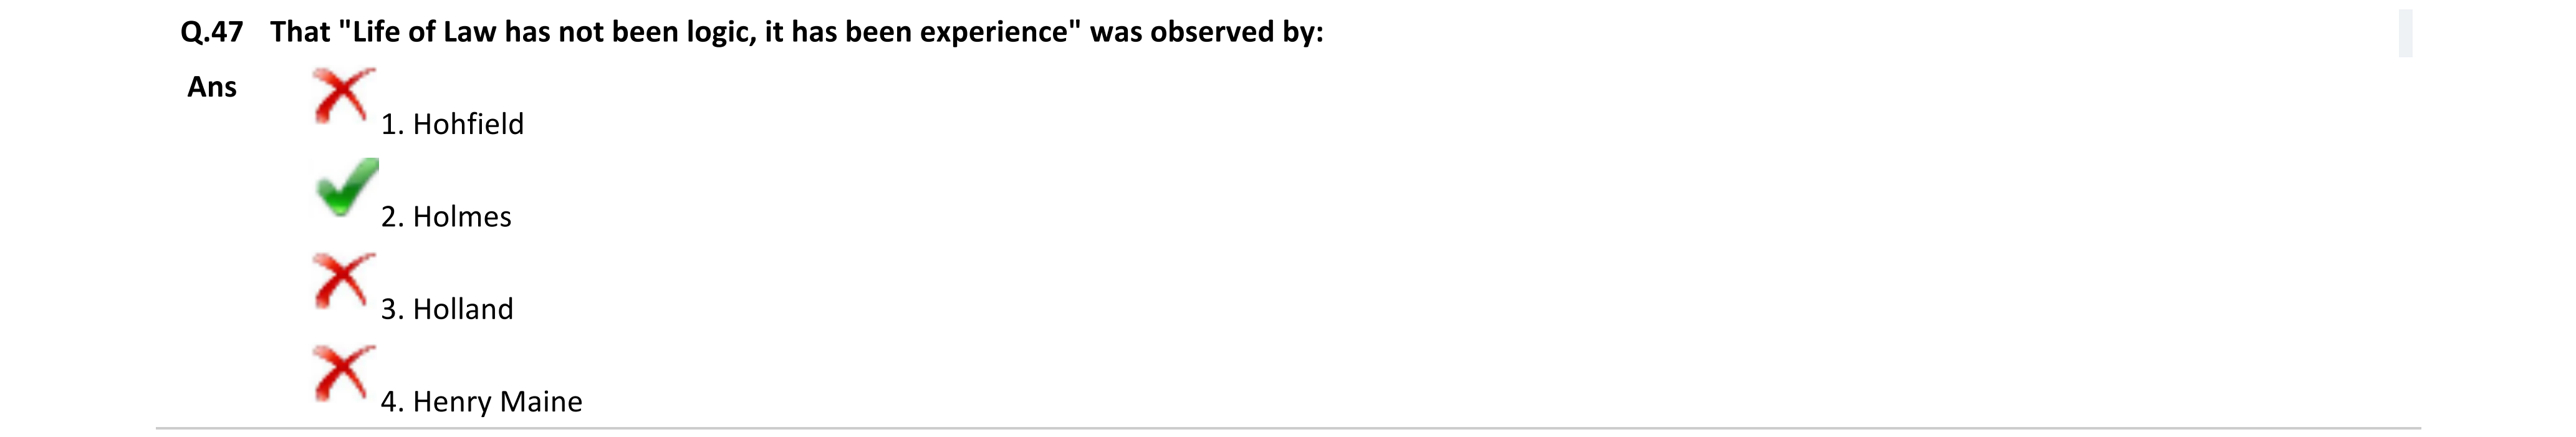 Q.47 That "Life of Law has not been logic, it has been experience" was observed by:
Ans
1. Hohfield
2. Holmes
3. Holland
4. Henry Maine